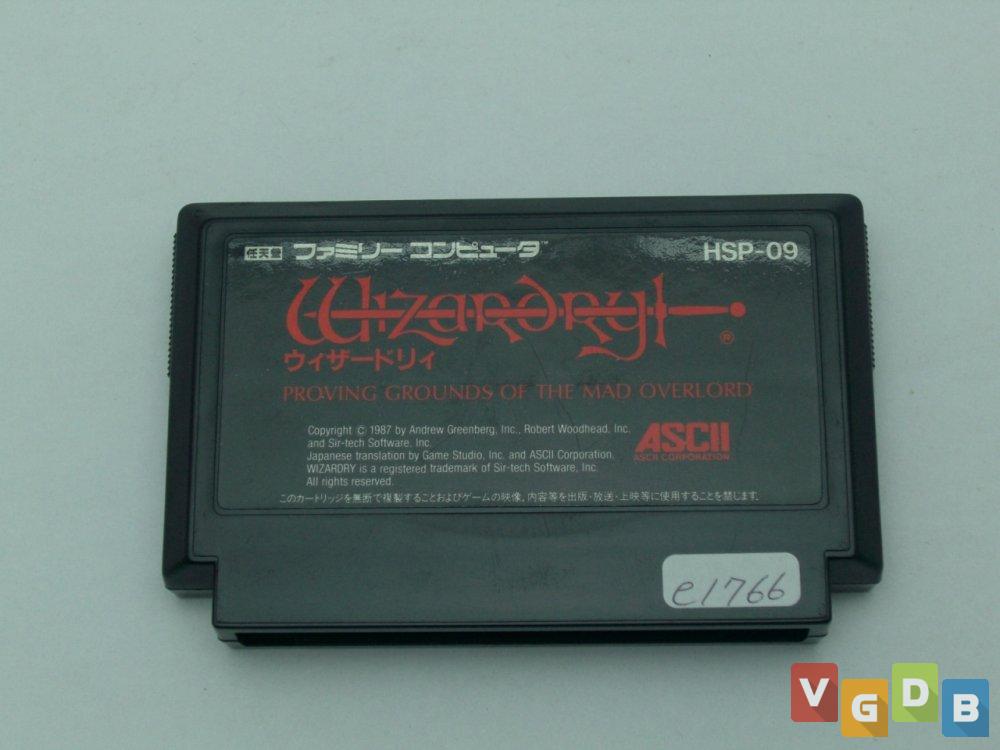 任天堂 ファミリー コンピュータ™ HSP-09
Wizardry ®
ウィザードリィ
PROVING GROUNDS OF THE MAD OVERLORD
Copyright © 1987 by Andrew Greenberg, Inc., Robert Woodhead, Inc.
and Sir-tech Software, Inc.
Japanese translation by Game Studio, Inc. and ASCII Corporation.
WIZARDRY is a registered trademark of Sir-tech Software, Inc.
All rights reserved.
ASCII
ASCII CORPORATION
このカートリッジを無断で複製することおよびゲームの映像, 内容等を出版・放送・上映等に使用することを禁じます.
e1766
VGDB